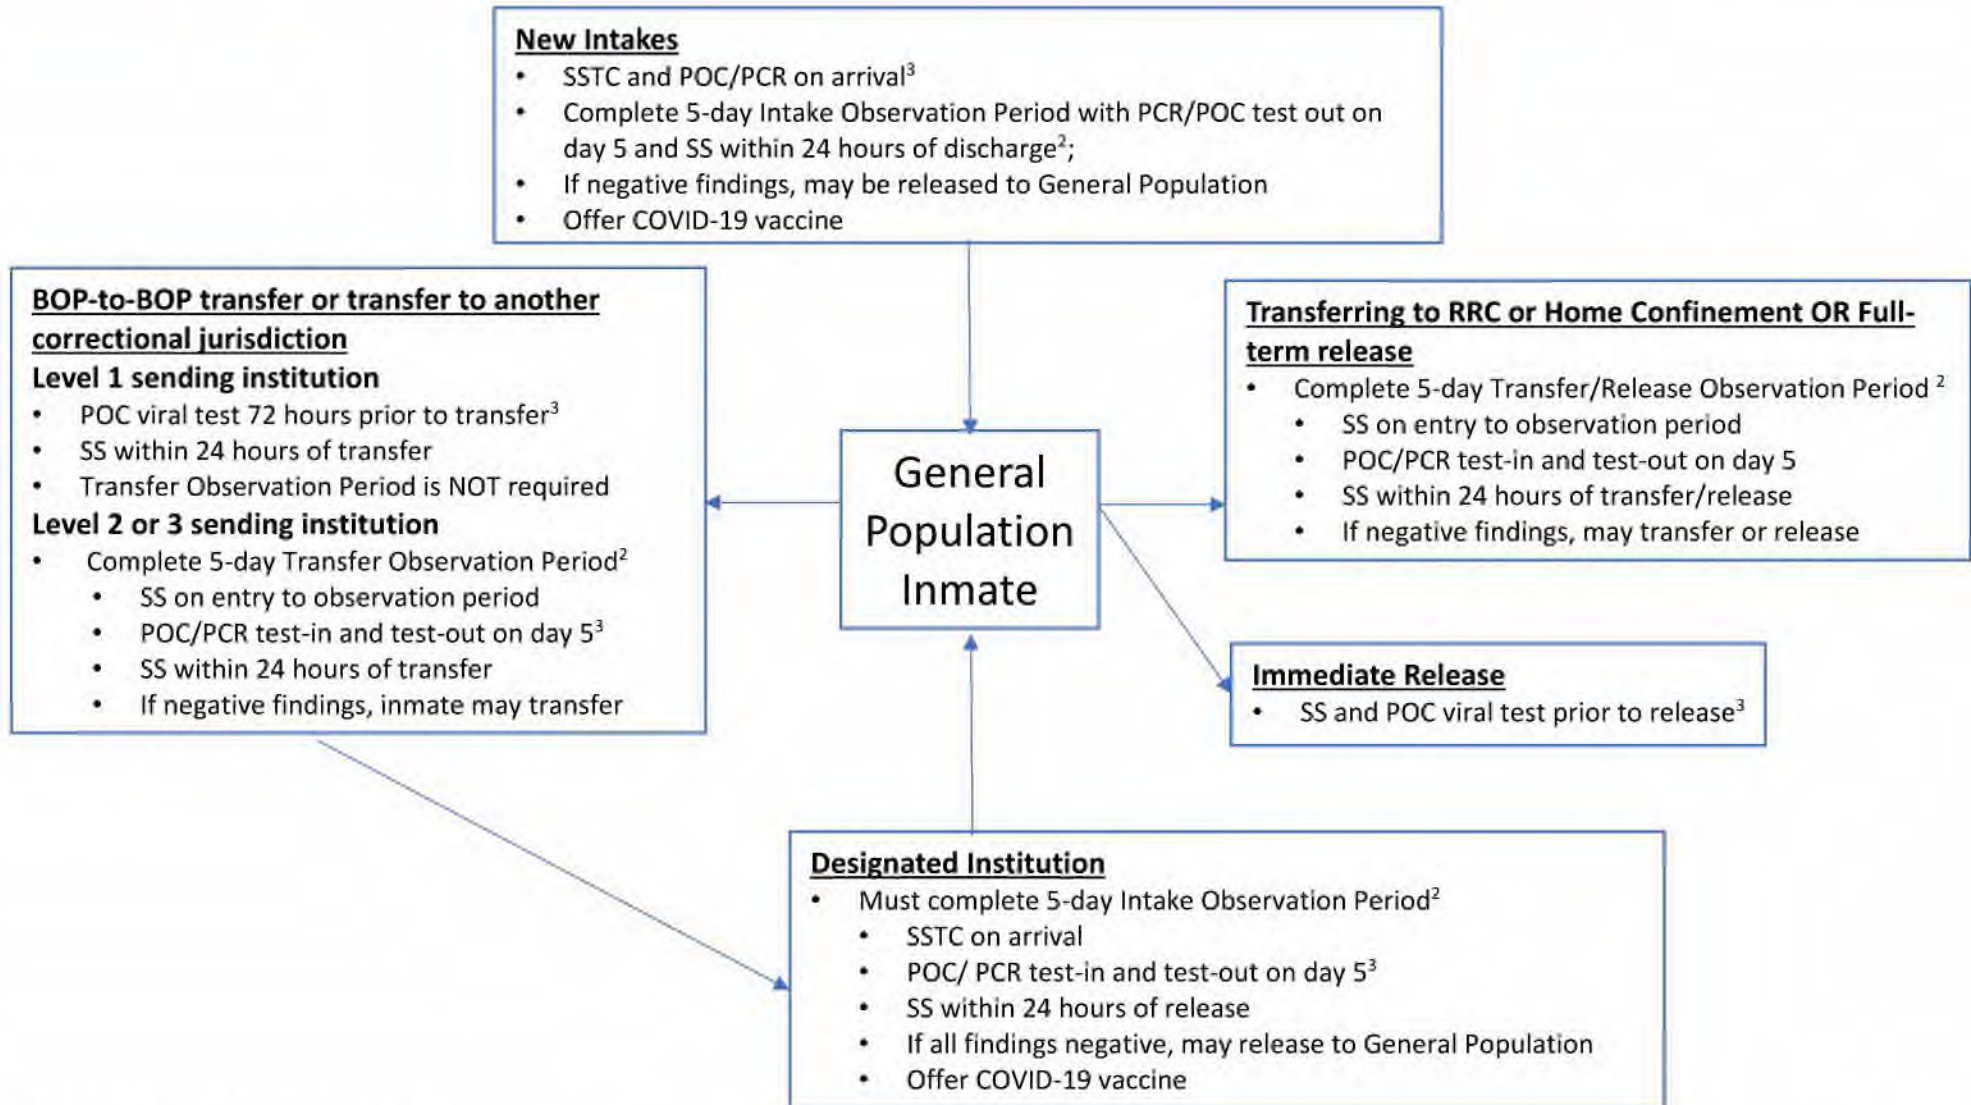 New Intakes
• SSTC and POC/PCR on arrival³
• Complete 5-day Intake Observation Period with PCR/POC test out on
day 5 and SS within 24 hours of discharge²;
• If negative findings, may be released to General Population
• Offer COVID-19 vaccine
BOP-to-BOP transfer or transfer to another
correctional jurisdiction
Level 1 sending institution
• POC viral test 72 hours prior to transfer³
• SS within 24 hours of transfer
• Transfer Observation Period is NOT required
Level 2 or 3 sending institution
• Complete 5-day Transfer Observation Period²
• SS on entry to observation period
• POC/PCR test-in and test-out on day 5³
• SS within 24 hours of transfer
• If negative findings, inmate may transfer
General
Population
Inmate
Transferring to RRC or Home Confinement OR Full-
term release
• Complete 5-day Transfer/Release Observation Period ²
• SS on entry to observation period
• POC/PCR test-in and test-out on day 5
• SS within 24 hours of transfer/release
• If negative findings, may transfer or release
Immediate Release
• SS and POC viral test prior to release³
Designated Institution
• Must complete 5-day Intake Observation Period²
• SSTC on arrival
• POC/ PCR test-in and test-out on day 5³
• SS within 24 hours of release
• If all findings negative, may release to General Population
• Offer COVID-19 vaccine